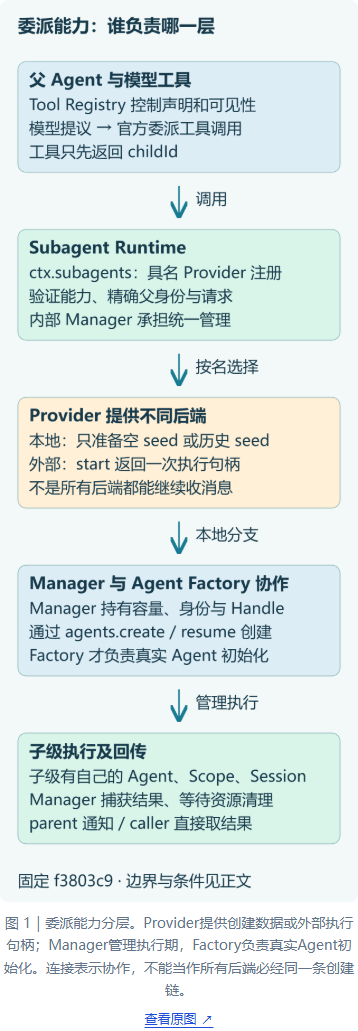 委派能力：谁负责哪一层
父 Agent 与模型工具
Tool Registry 控制声明和可见性
模型提议 → 官方委派工具调用
工具只先返回 childId
调用
Subagent Runtime
ctx.subagents：具名 Provider 注册
验证能力、精确父身份与请求
内部 Manager 承担统一管理
按名选择
Provider 提供不同后端
本地：只准备空 seed 或历史 seed
外部：start 返回一次执行句柄
不是所有后端都能继续收消息
本地分支
Manager 与 Agent Factory 协作
Manager 持有容量、身份与 Handle
通过 agents.create / resume 创建
Factory 才负责真实 Agent 初始化
管理执行
子级执行及回传
子级有自己的 Agent、Scope、Session
Manager 捕获结果、等待资源清理
parent 通知 / caller 直接取结果
固定 f3803c9 · 边界与条件见正文
图 1｜委派能力分层。Provider提供创建数据或外部执行
句柄；Manager管理执行期，Factory负责真实Agent初
始化。连接表示协作，不能当作所有后端必经同一条创建
链。
查看原图 ↗